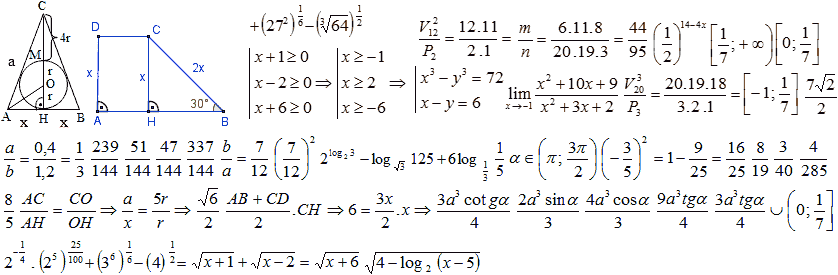 C
4r
M
a
r
O
r
A x H x B
D C
x x 2x
30°
A H B
+(27²)^(1/6) − (∛64)^(1/2)
V²₁₂/P₂ = 12.11/2.1 = m/n = 6.11.8/20.19.3 = 44/95 (1/2)^(14−4x) [1/7; +∞) [0; 1/7]
|x+1≥0 |x−2≥0 |x+6≥0 ⇒ |x≥−1 |x≥2 |x≥−6 ⇒ |x³−y³=72 |x−y=6
lim x→−1 (x²+10x+9)/(x²+3x+2) V³₂₀/P₃ = 20.19.18/3.2.1 = [−1; 1/7] 7√2/2
a/b = 0,4/1,2 = 1/3 239/144 51/144 47/144 337/144 b/a = 7/12 (7/12)² 2^(log₂3) − log_√3 125 + 6log_(1/3) 1/5 α∈(π; 3π/2) (−3/5)² = 1 − 9/25 = 16/25 8/19 3/40 4/285
8/5 AC/AH = CO/OH ⇒ a/x = 5r/r ⇒ √6/2 (AB+CD)/2 .CH ⇒ 6 = 3x/2 .x ⇒ 3a³cotgα/4 2a³sinα/3 4a³cosα/3 9a³tgα/4 3a³tgα/4 ∪ (0; 1/7]
2^(−1/4) . (2⁵)^(25/100) + (3⁶)^(1/6) − (4)^(1/2) = √(x+1) + √(x−2) = √(x+6) √(4−log₂(x−5))